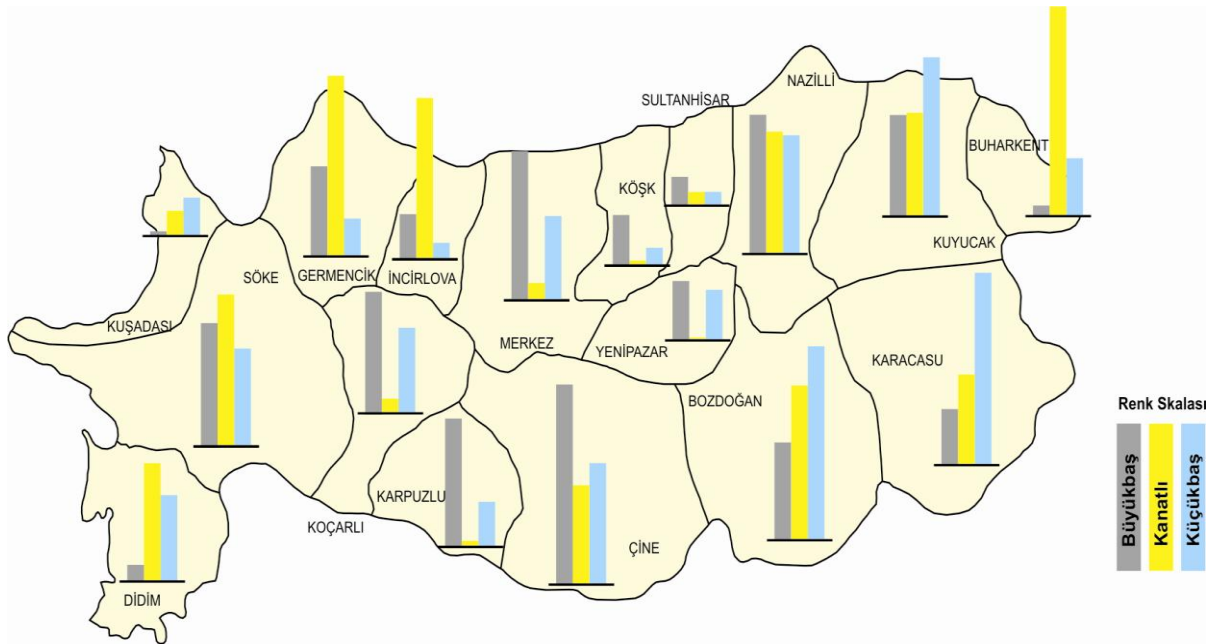 NAZİLLİ
SULTANHİSAR
BUHARKENT
KÖŞK
KUYUCAK
SÖKE
GERMENCİK
İNCİRLOVA
KUŞADASI
MERKEZ
YENİPAZAR
KARACASU
BOZDOĞAN
KARPUZLU
KOÇARLI
ÇİNE
DİDİM
Renk Skalası
Büyükbaş
Kanatlı
Küçükbaş